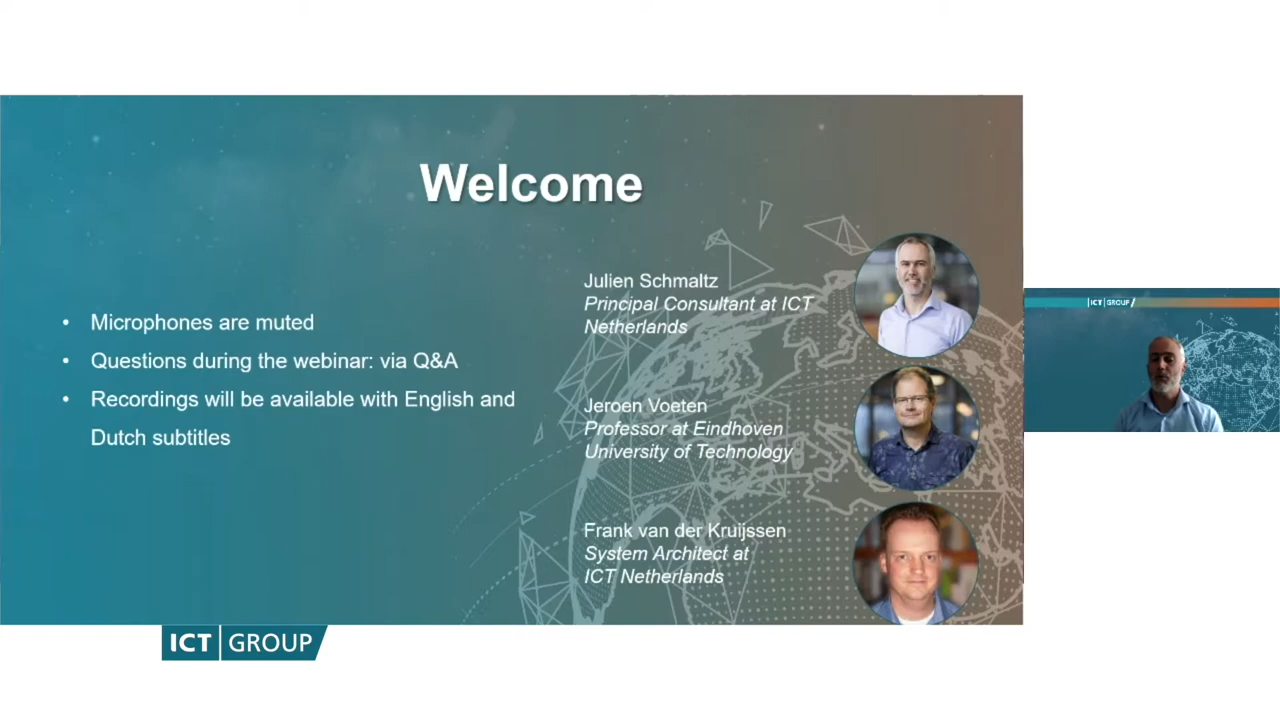 Welcome
• Microphones are muted
• Questions during the webinar: via Q&A
• Recordings will be available with English and
Dutch subtitles
Julien Schmaltz
Principal Consultant at ICT
Netherlands
Jeroen Voeten
Professor at Eindhoven
University of Technology
Frank van der Kruijssen
System Architect at
ICT Netherlands
ICT GROUP
ICT GROUP